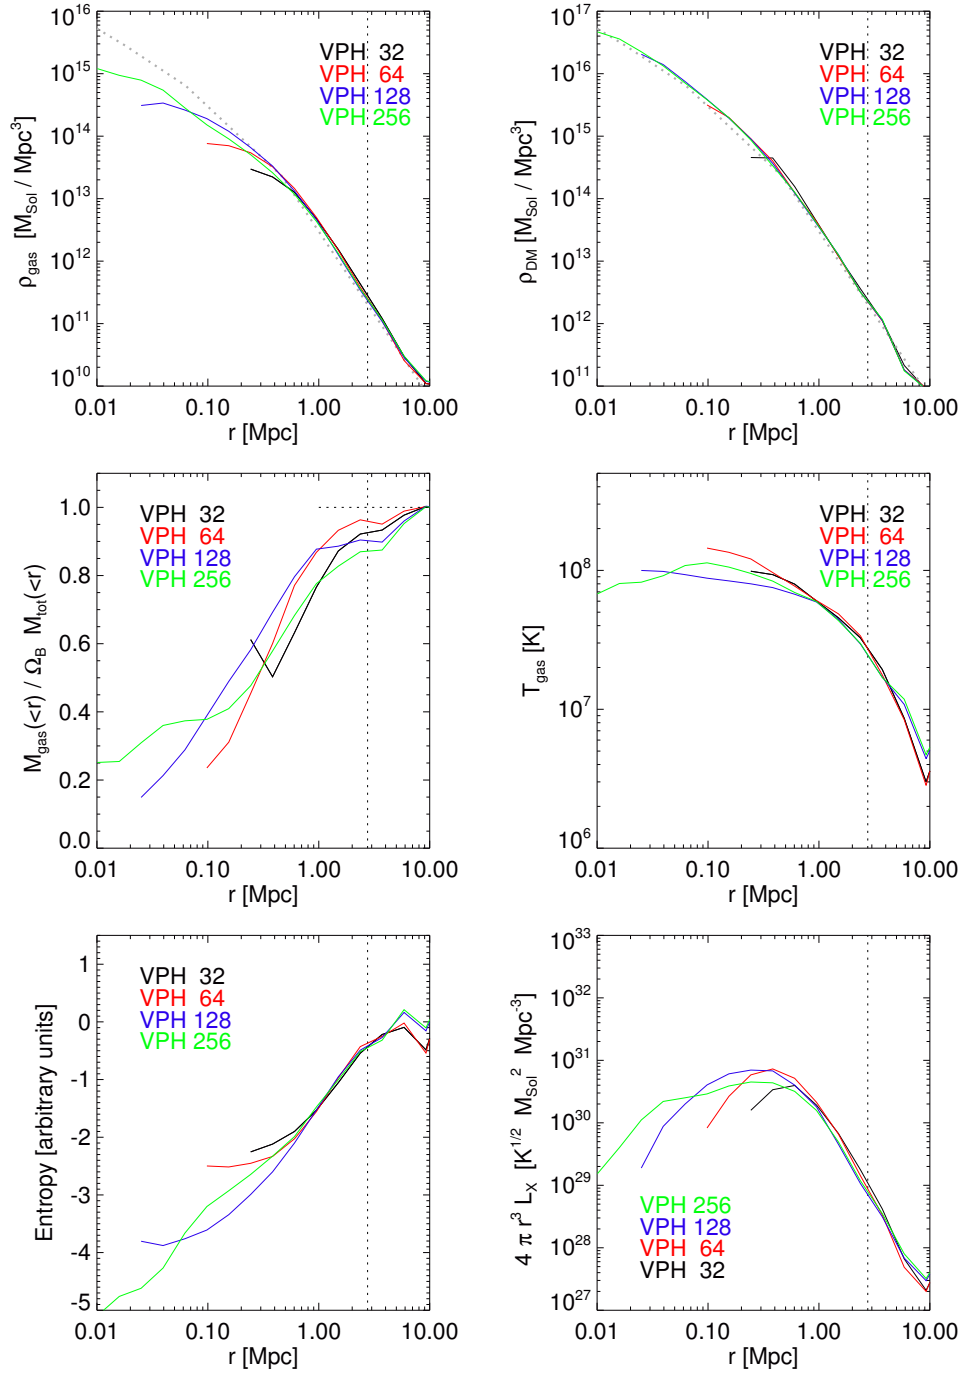 10^16
10^15
10^14
10^13
10^12
10^11
10^10
ρ_gas [M_Sol / Mpc^3]
VPH 32
VPH 64
VPH 128
VPH 256
0.01 0.10 1.00 10.00
r [Mpc]
10^17
10^16
10^15
10^14
10^13
10^12
10^11
ρ_DM [M_Sol / Mpc^3]
VPH 32
VPH 64
VPH 128
VPH 256
0.01 0.10 1.00 10.00
r [Mpc]
1.0
0.8
0.6
0.4
0.2
0.0
M_gas(<r) / Ω_B M_tot(<r)
VPH 32
VPH 64
VPH 128
VPH 256
0.01 0.10 1.00 10.00
r [Mpc]
10^8
10^7
10^6
T_gas [K]
VPH 32
VPH 64
VPH 128
VPH 256
0.01 0.10 1.00 10.00
r [Mpc]
1
0
-1
-2
-3
-4
-5
Entropy [arbitrary units]
VPH 32
VPH 64
VPH 128
VPH 256
0.01 0.10 1.00 10.00
r [Mpc]
10^33
10^32
10^31
10^30
10^29
10^28
10^27
4 π r^3 L_X [K^1/2 M_Sol^2 Mpc^-3]
VPH 256
VPH 128
VPH 64
VPH 32
0.01 0.10 1.00 10.00
r [Mpc]